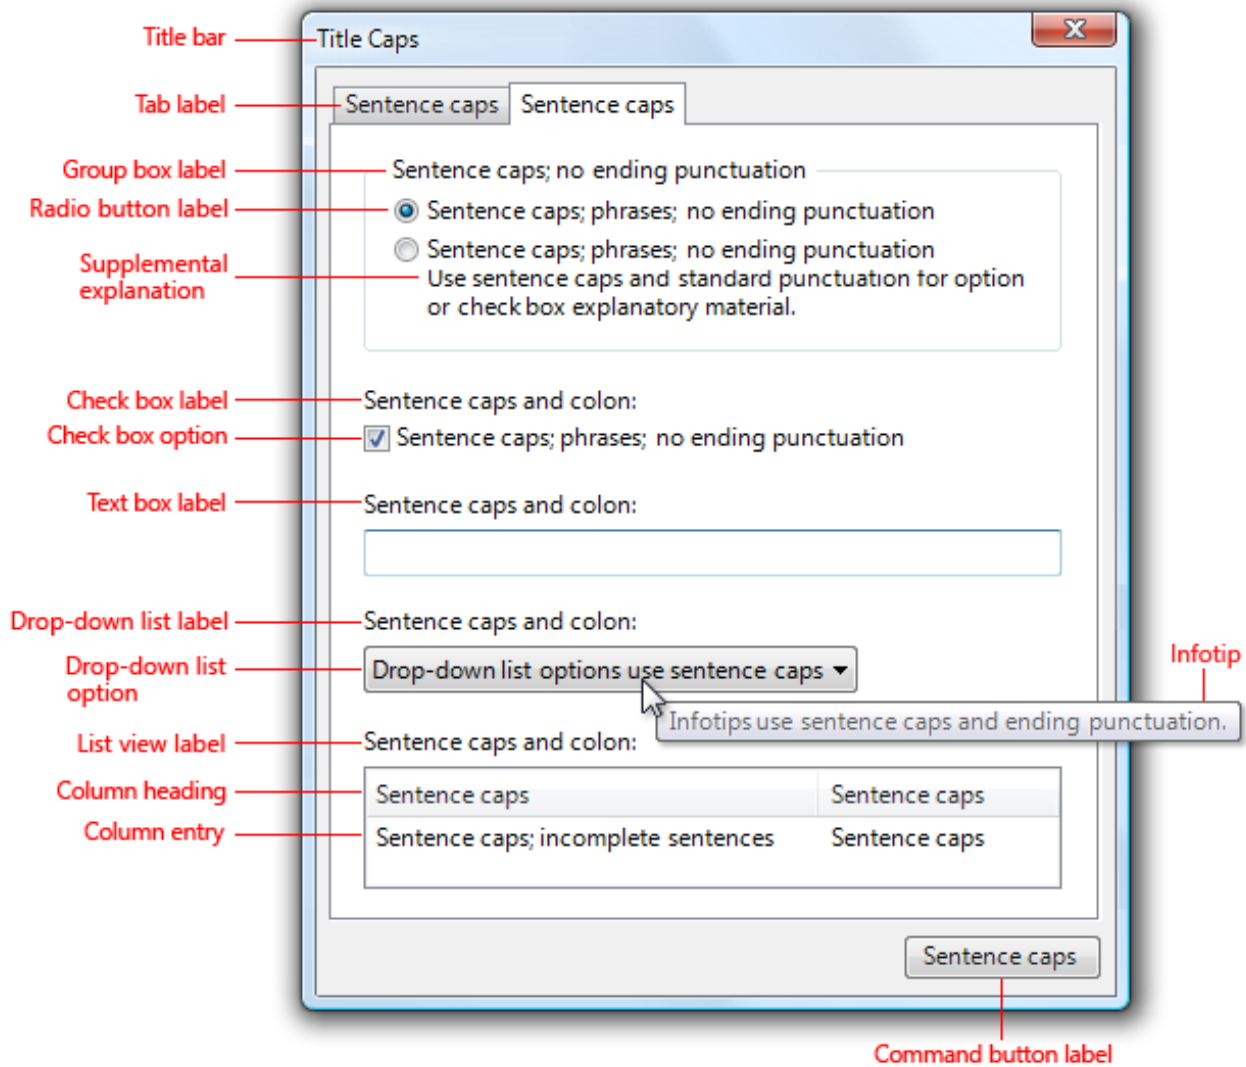 Title bar
Title Caps
X
Tab label
Sentence caps
Sentence caps
Group box label
Sentence caps; no ending punctuation
Radio button label
Sentence caps; phrases; no ending punctuation
Sentence caps; phrases; no ending punctuation
Supplemental
explanation
Use sentence caps and standard punctuation for option
or check box explanatory material.
Check box label
Sentence caps and colon:
Check box option
Sentence caps; phrases; no ending punctuation
Text box label
Sentence caps and colon:
Drop-down list label
Sentence caps and colon:
Drop-down list
option
Drop-down list options use sentence caps
Infotip
Infotips use sentence caps and ending punctuation.
List view label
Sentence caps and colon:
Column heading
Sentence caps
Sentence caps
Column entry
Sentence caps; incomplete sentences
Sentence caps
Sentence caps
Command button label